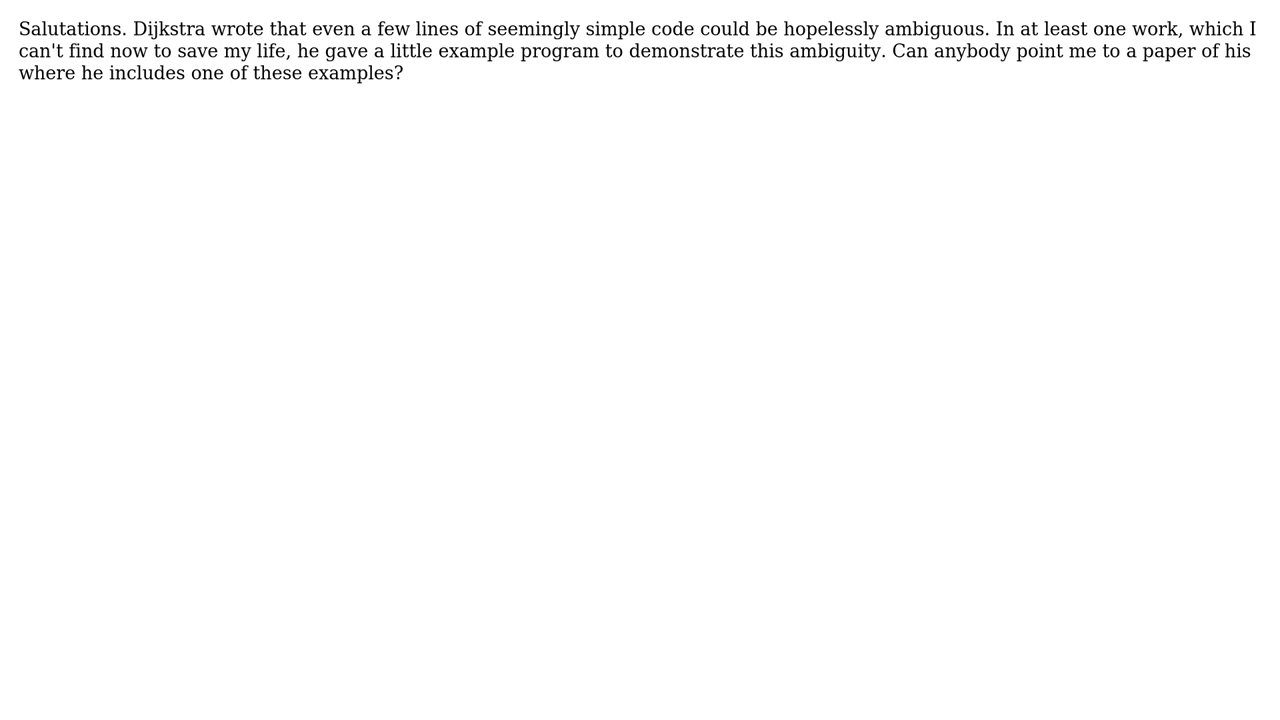 Salutations. Dijkstra wrote that even a few lines of seemingly simple code could be hopelessly ambiguous. In at least one work, which I
can't find now to save my life, he gave a little example program to demonstrate this ambiguity. Can anybody point me to a paper of his
where he includes one of these examples?